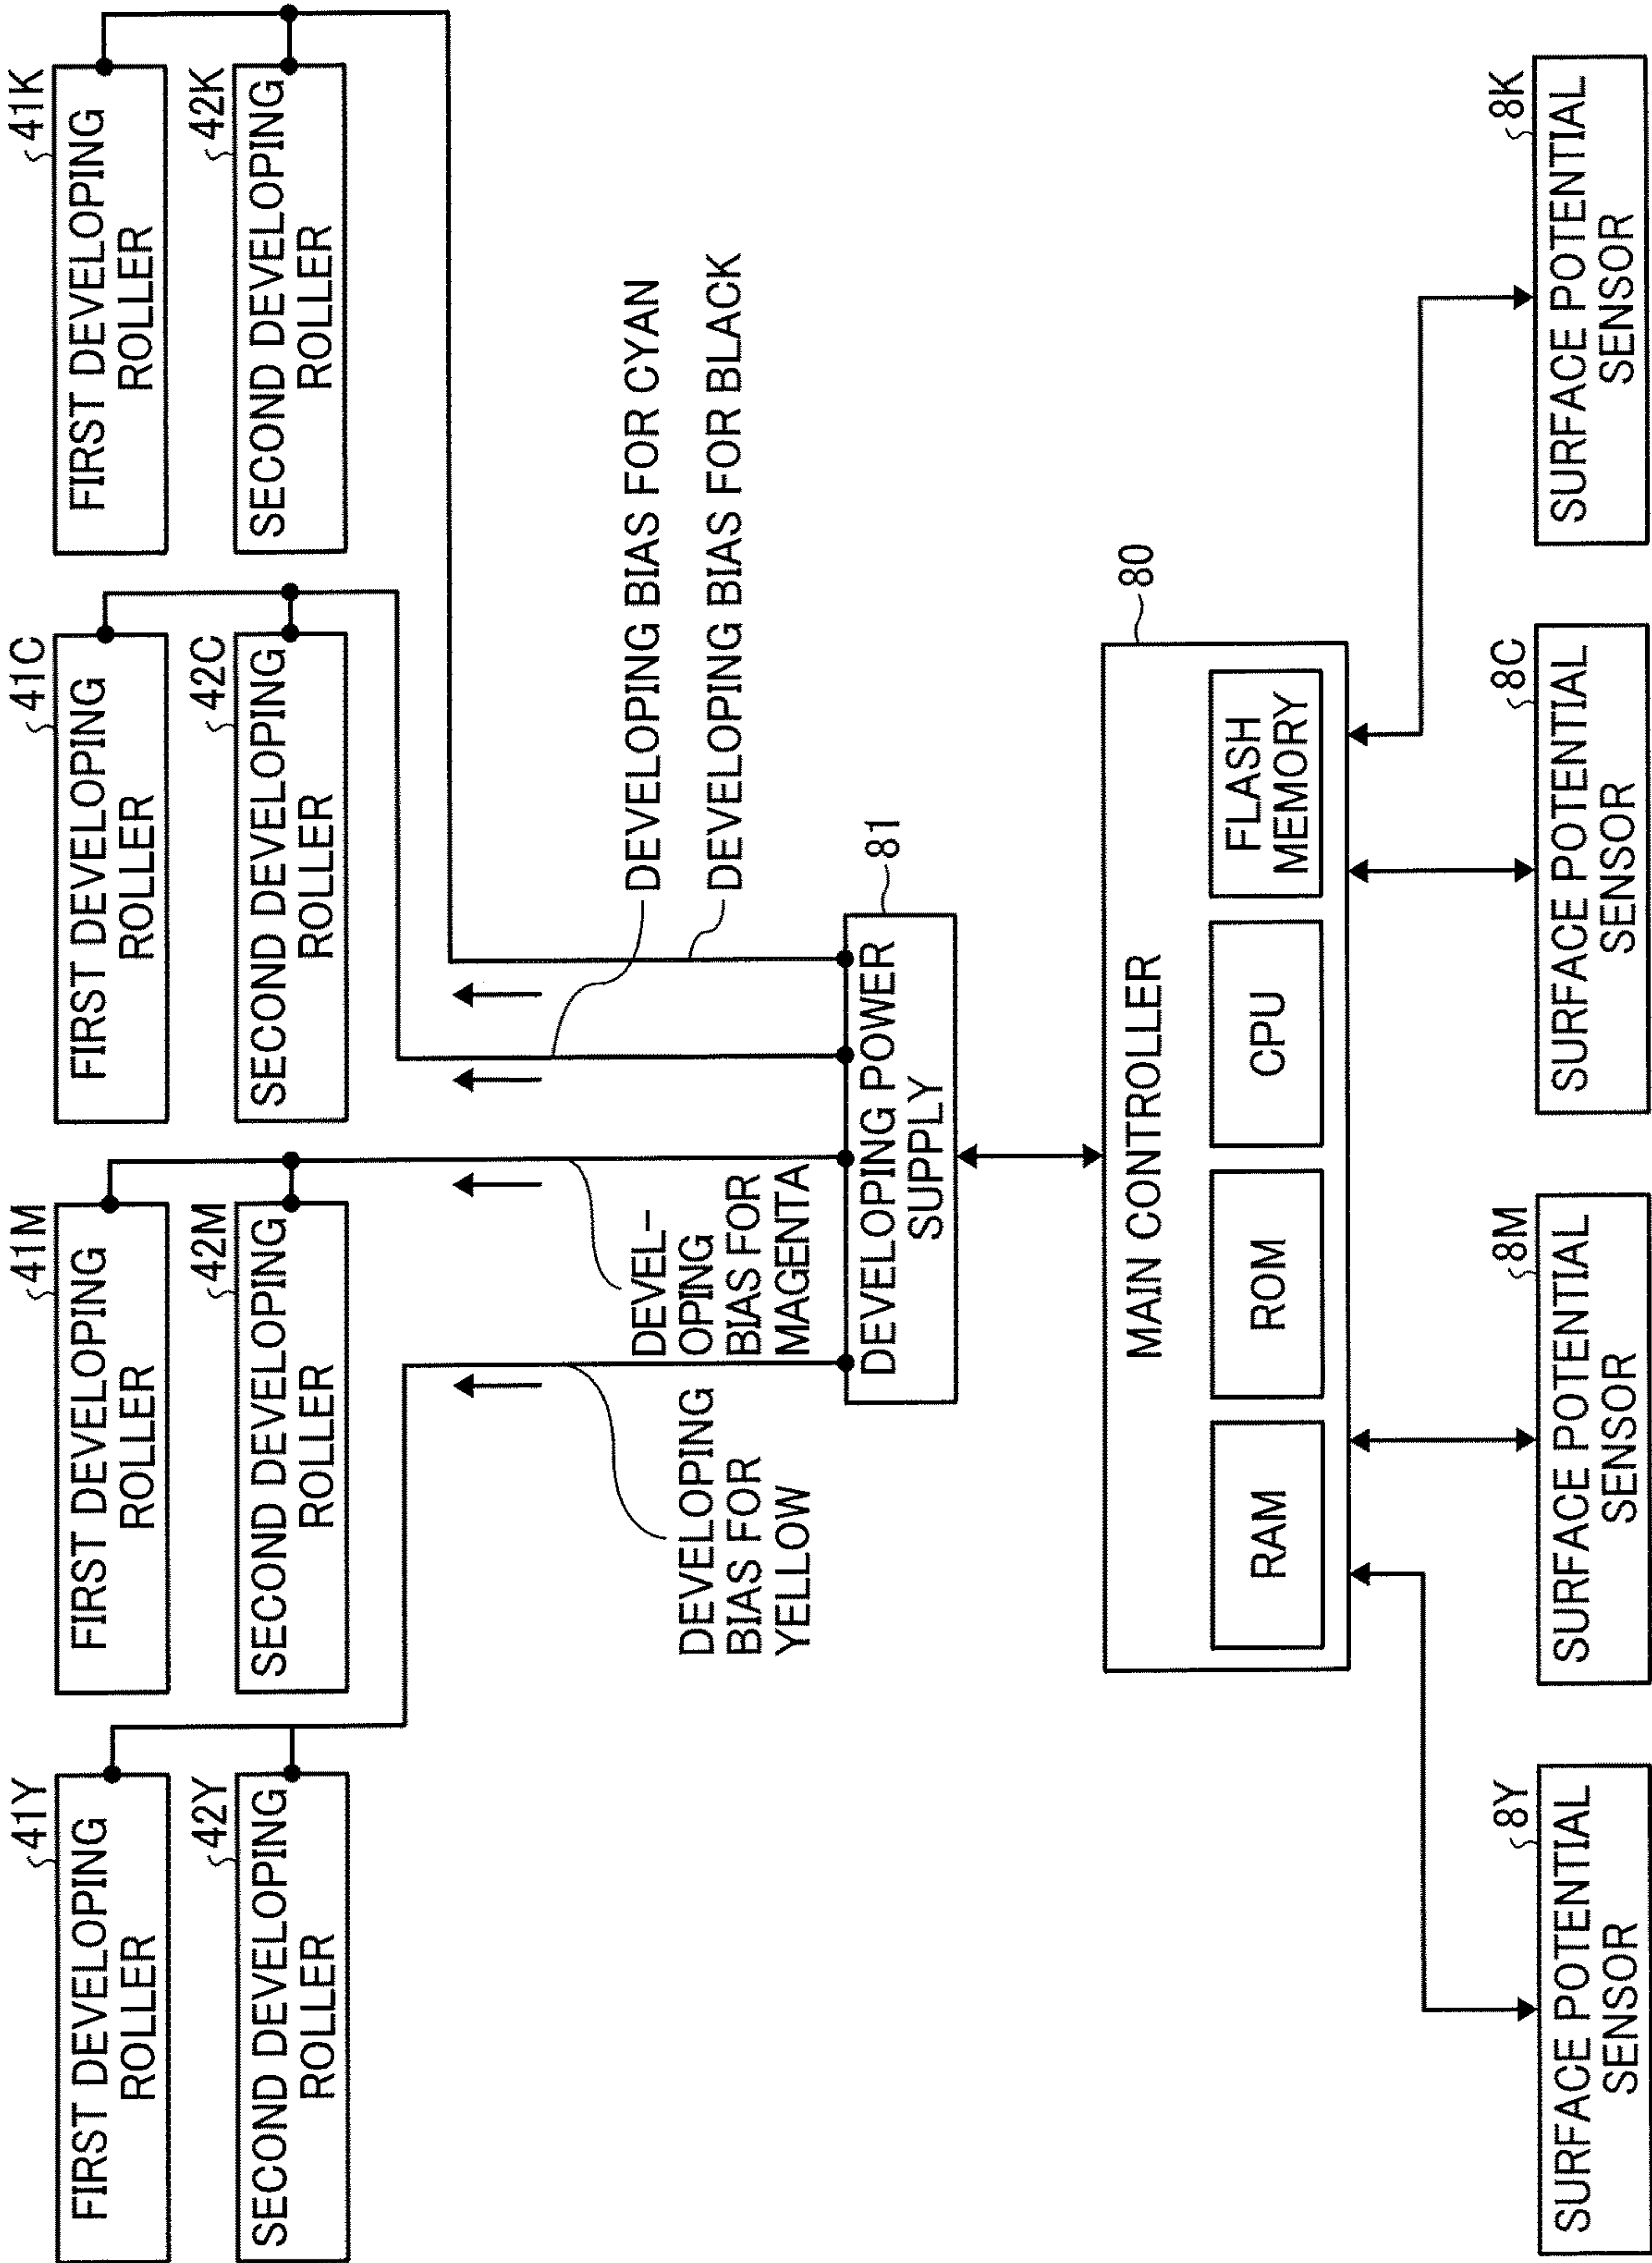 41Y
FIRST DEVELOPING
ROLLER
42Y
SECOND DEVELOPING
ROLLER
41M
FIRST DEVELOPING
ROLLER
42M
SECOND DEVELOPING
ROLLER
41C
FIRST DEVELOPING
ROLLER
42C
SECOND DEVELOPING
ROLLER
41K
FIRST DEVELOPING
ROLLER
42K
SECOND DEVELOPING
ROLLER
DEVELOPING
BIAS FOR
YELLOW
DEVEL-
OPING
BIAS FOR
MAGENTA
DEVELOPING BIAS FOR CYAN
DEVELOPING BIAS FOR BLACK
81
DEVELOPING POWER
SUPPLY
80
MAIN CONTROLLER
RAM
ROM
CPU
FLASH
MEMORY
8Y
SURFACE POTENTIAL
SENSOR
8M
SURFACE POTENTIAL
SENSOR
8C
SURFACE POTENTIAL
SENSOR
8K
SURFACE POTENTIAL
SENSOR